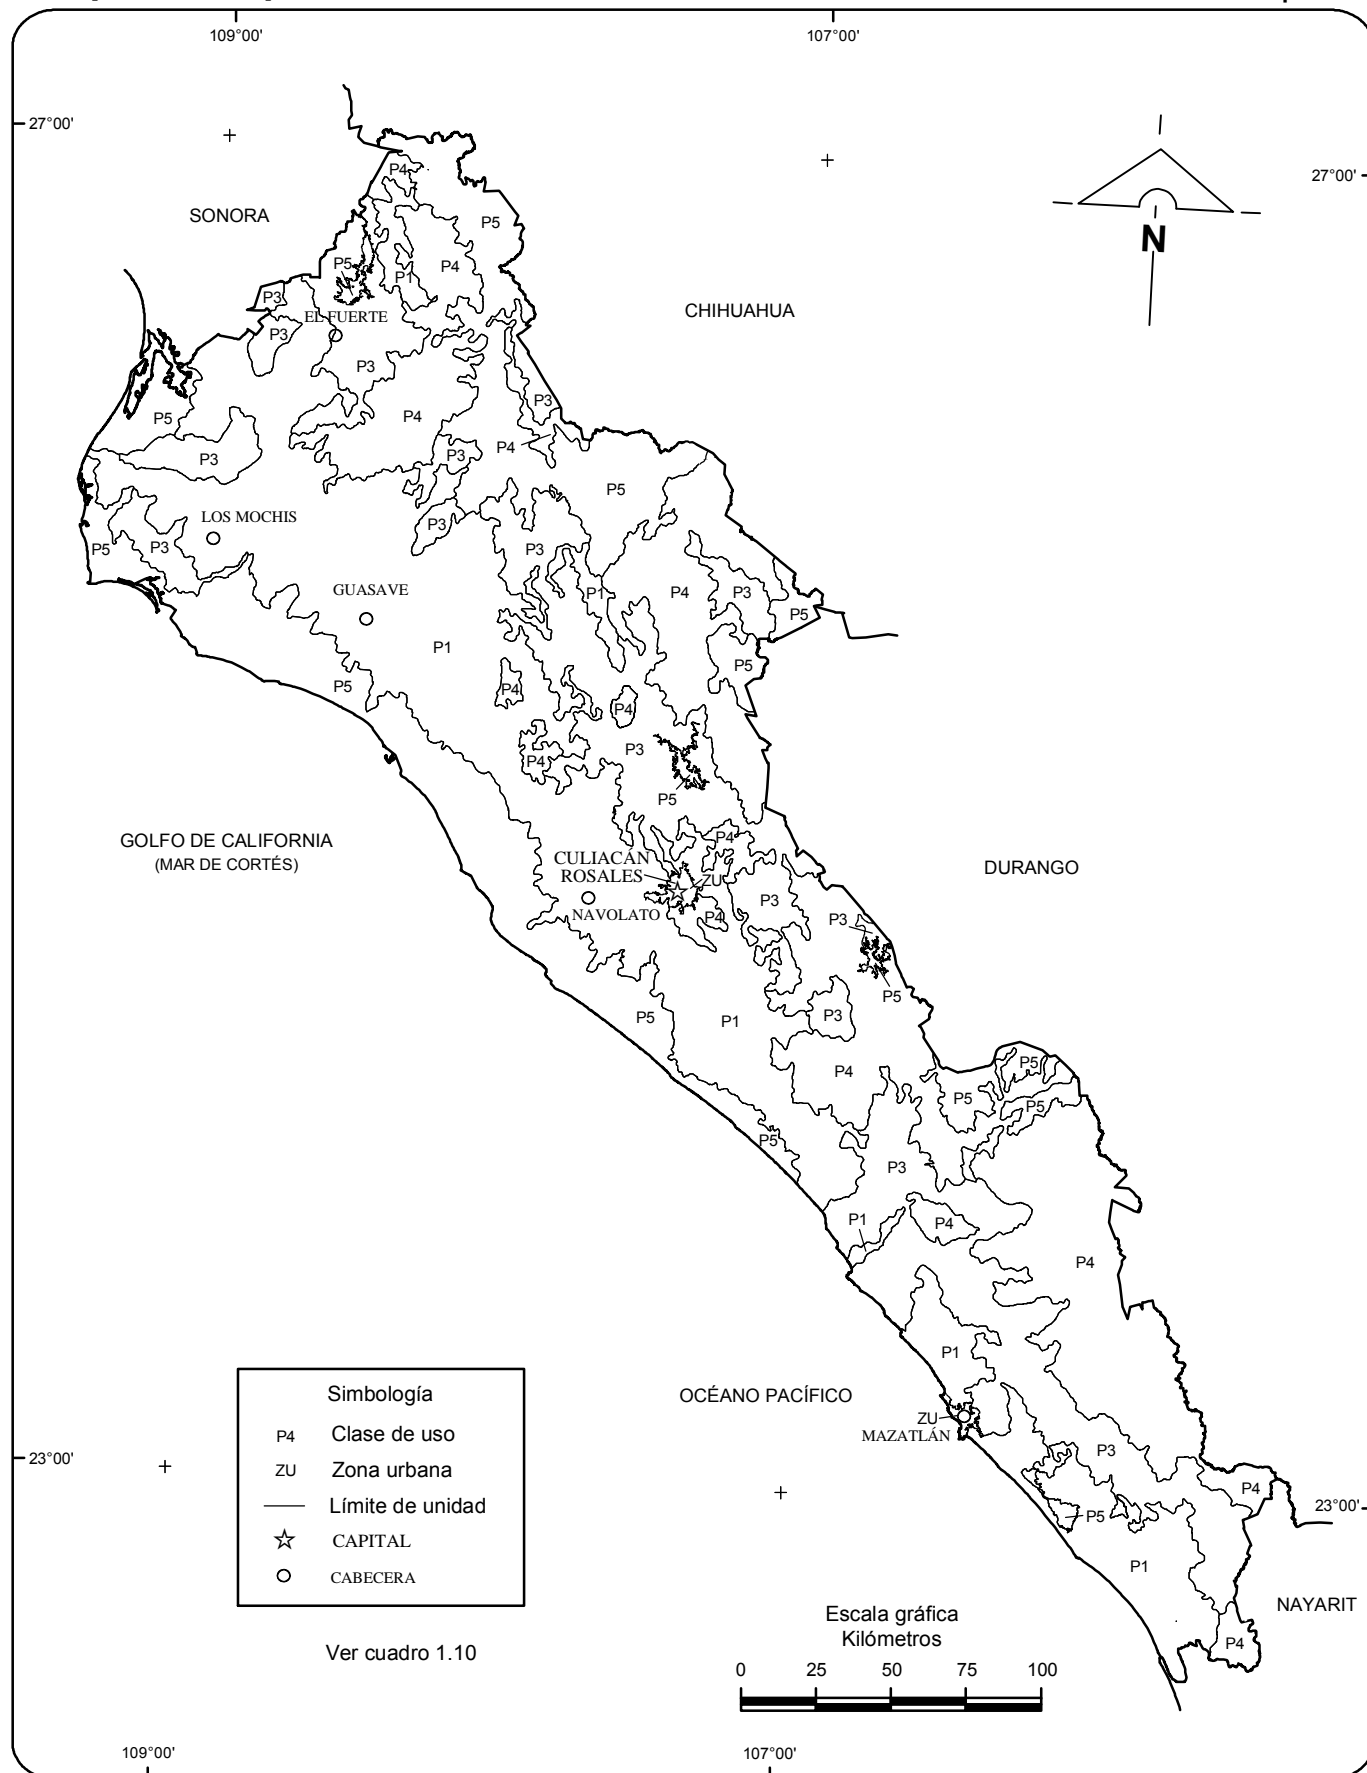 109°00'
107°00'
27°00'
27°00'
P4
SONORA
P5
P5
P4
P1
P3
CHIHUAHUA
EL FUERTE
P3
P3
P3
P4
P5
P4
P3
P3
P5
LOS MOCHIS
P3
P5
P3
P3
GUASAVE
P1
P4
P3
P5
P1
P5
P5
P4
P4
P3
P4
P5
GOLFO DE CALIFORNIA
(MAR DE CORTÉS)
P4
CULIACÁN
ROSALES
ZU
DURANGO
P3
NAVOLATO
P4
P3
P5
P5
P1
P3
P5
P4
P5
P5
P5
P3
P1
P4
P4
P1
Simbología
P4 Clase de uso
ZU Zona urbana
Límite de unidad
CAPITAL
CABECERA
OCÉANO PACÍFICO
ZU
MAZATLÁN
P3
23°00'
P4
23°00'
P5
P1
NAYARIT
P4
Ver cuadro 1.10
Escala gráfica
Kilómetros
0 25 50 75 100
109°00'
107°00'